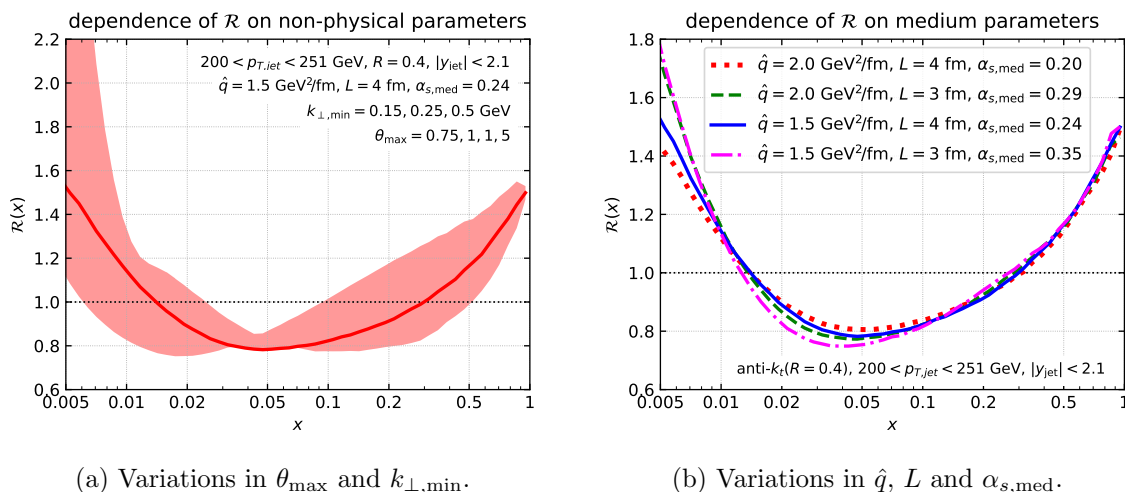 dependence of ℛ on non-physical parameters
2.2
2.0
1.8
1.6
1.4
1.2
1.0
0.8
0.6
ℛ(x)
200 < p_{T,jet} < 251 GeV, R = 0.4, |y_{jet}| < 2.1
q̂ = 1.5 GeV²/fm, L = 4 fm, α_{s,med} = 0.24
k_{⊥,min} = 0.15, 0.25, 0.5 GeV
θ_{max} = 0.75, 1, 1, 5
0.005 0.01 0.02 0.05 0.1 0.2 0.5 1
x
(a) Variations in θ_{max} and k_{⊥,min}.
dependence of ℛ on medium parameters
1.8
1.6
1.4
1.2
1.0
0.8
0.6
ℛ(x)
q̂ = 2.0 GeV²/fm, L = 4 fm, α_{s,med} = 0.20
q̂ = 2.0 GeV²/fm, L = 3 fm, α_{s,med} = 0.29
q̂ = 1.5 GeV²/fm, L = 4 fm, α_{s,med} = 0.24
q̂ = 1.5 GeV²/fm, L = 3 fm, α_{s,med} = 0.35
anti-k_t(R = 0.4), 200 < p_{T,jet} < 251 GeV, |y_{jet}| < 2.1
0.005 0.01 0.02 0.05 0.1 0.2 0.5 1
x
(b) Variations in q̂, L and α_{s,med}.